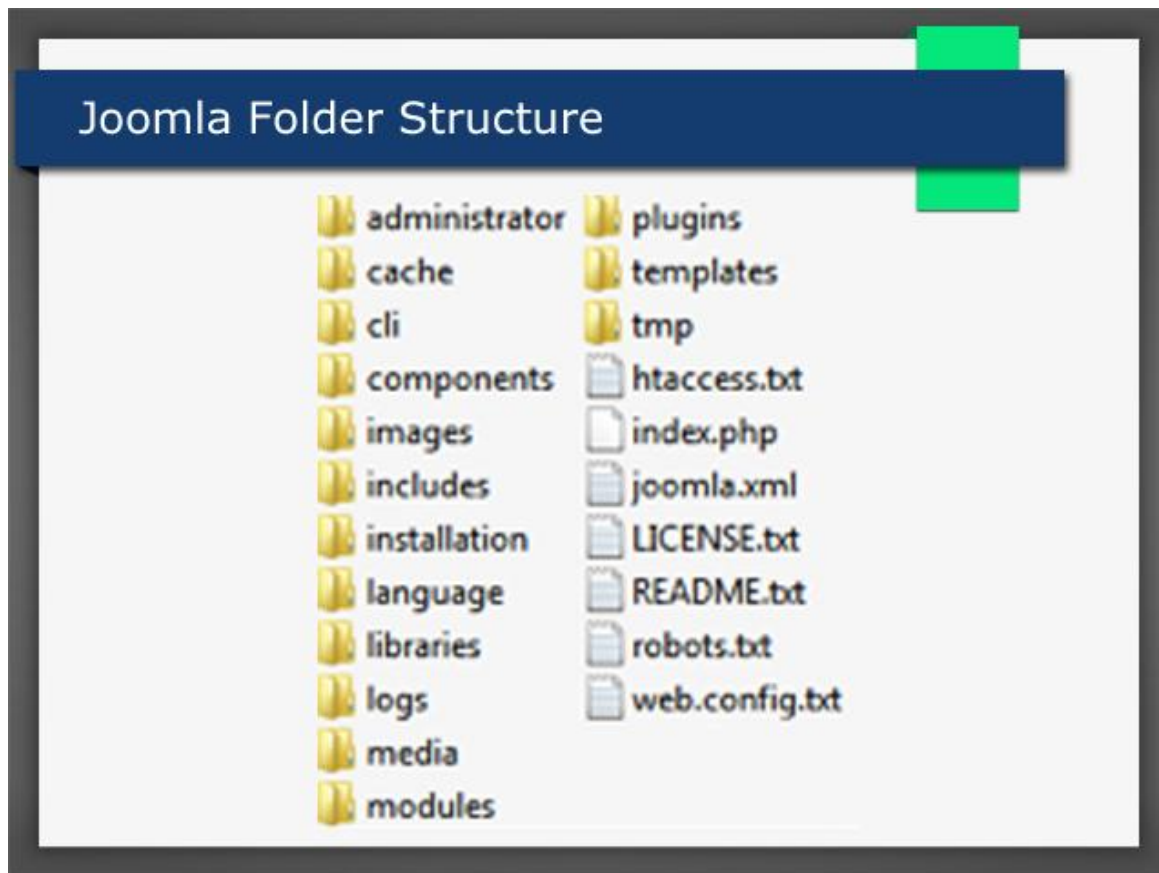 Joomla Folder Structure
administrator
cache
cli
components
images
includes
installation
language
libraries
logs
media
modules
plugins
templates
tmp
htaccess.txt
index.php
joomla.xml
LICENSE.txt
README.txt
robots.txt
web.config.txt